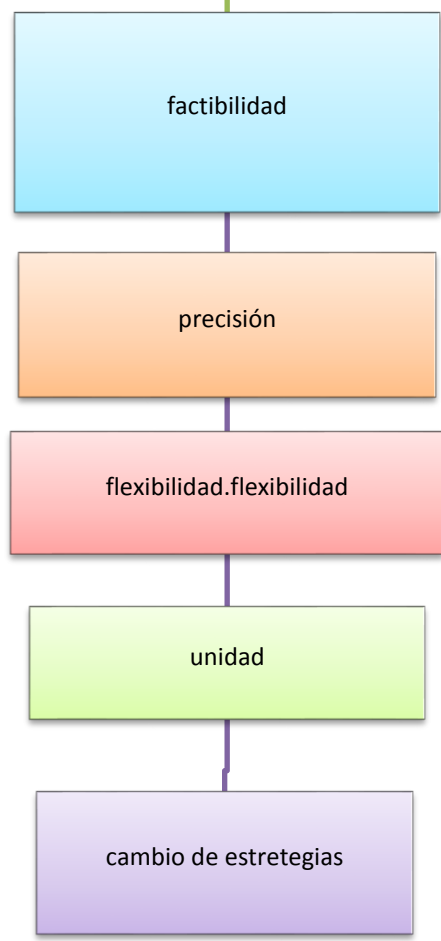 factibilidad
precisión
flexibilidad.flexibilidad
unidad
cambio de estretegias